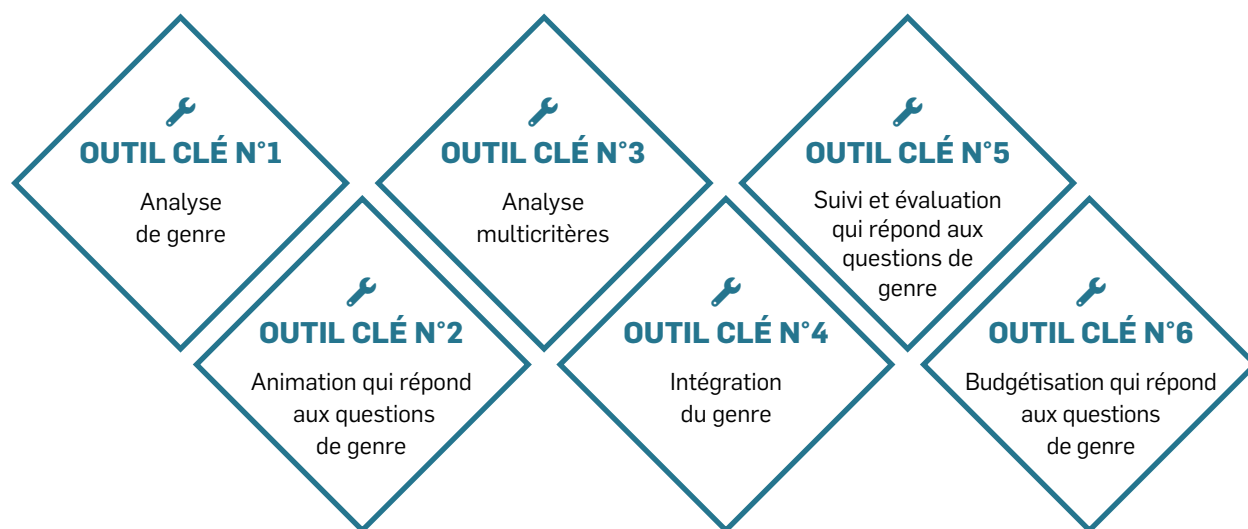 OUTIL CLÉ N°1
Analyse
de genre
OUTIL CLÉ N°2
Animation qui répond
aux questions
de genre
OUTIL CLÉ N°3
Analyse
multicritères
OUTIL CLÉ N°4
Intégration
du genre
OUTIL CLÉ N°5
Suivi et évaluation
qui répond aux
questions de
genre
OUTIL CLÉ N°6
Budgétisation qui répond
aux questions
de genre